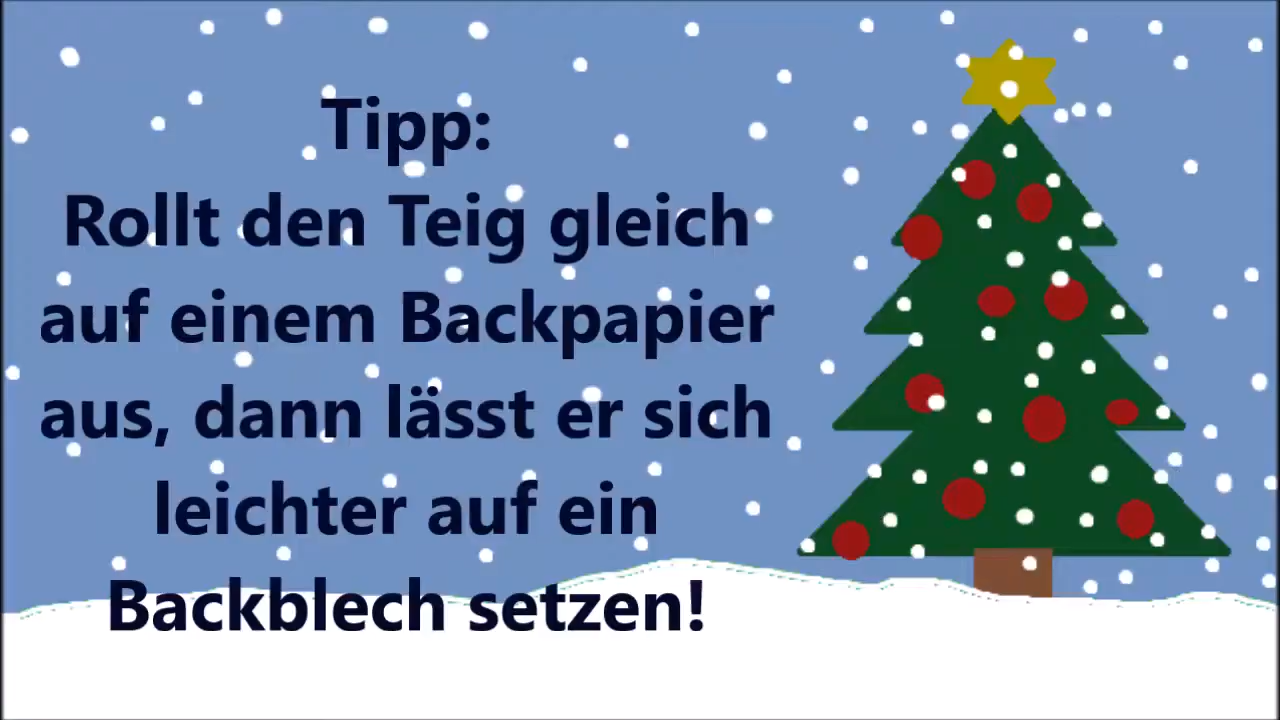 Tipp:
Rollt den Teig gleich
auf einem Backpapier
aus, dann lässt er sich
leichter auf ein
Backblech setzen!